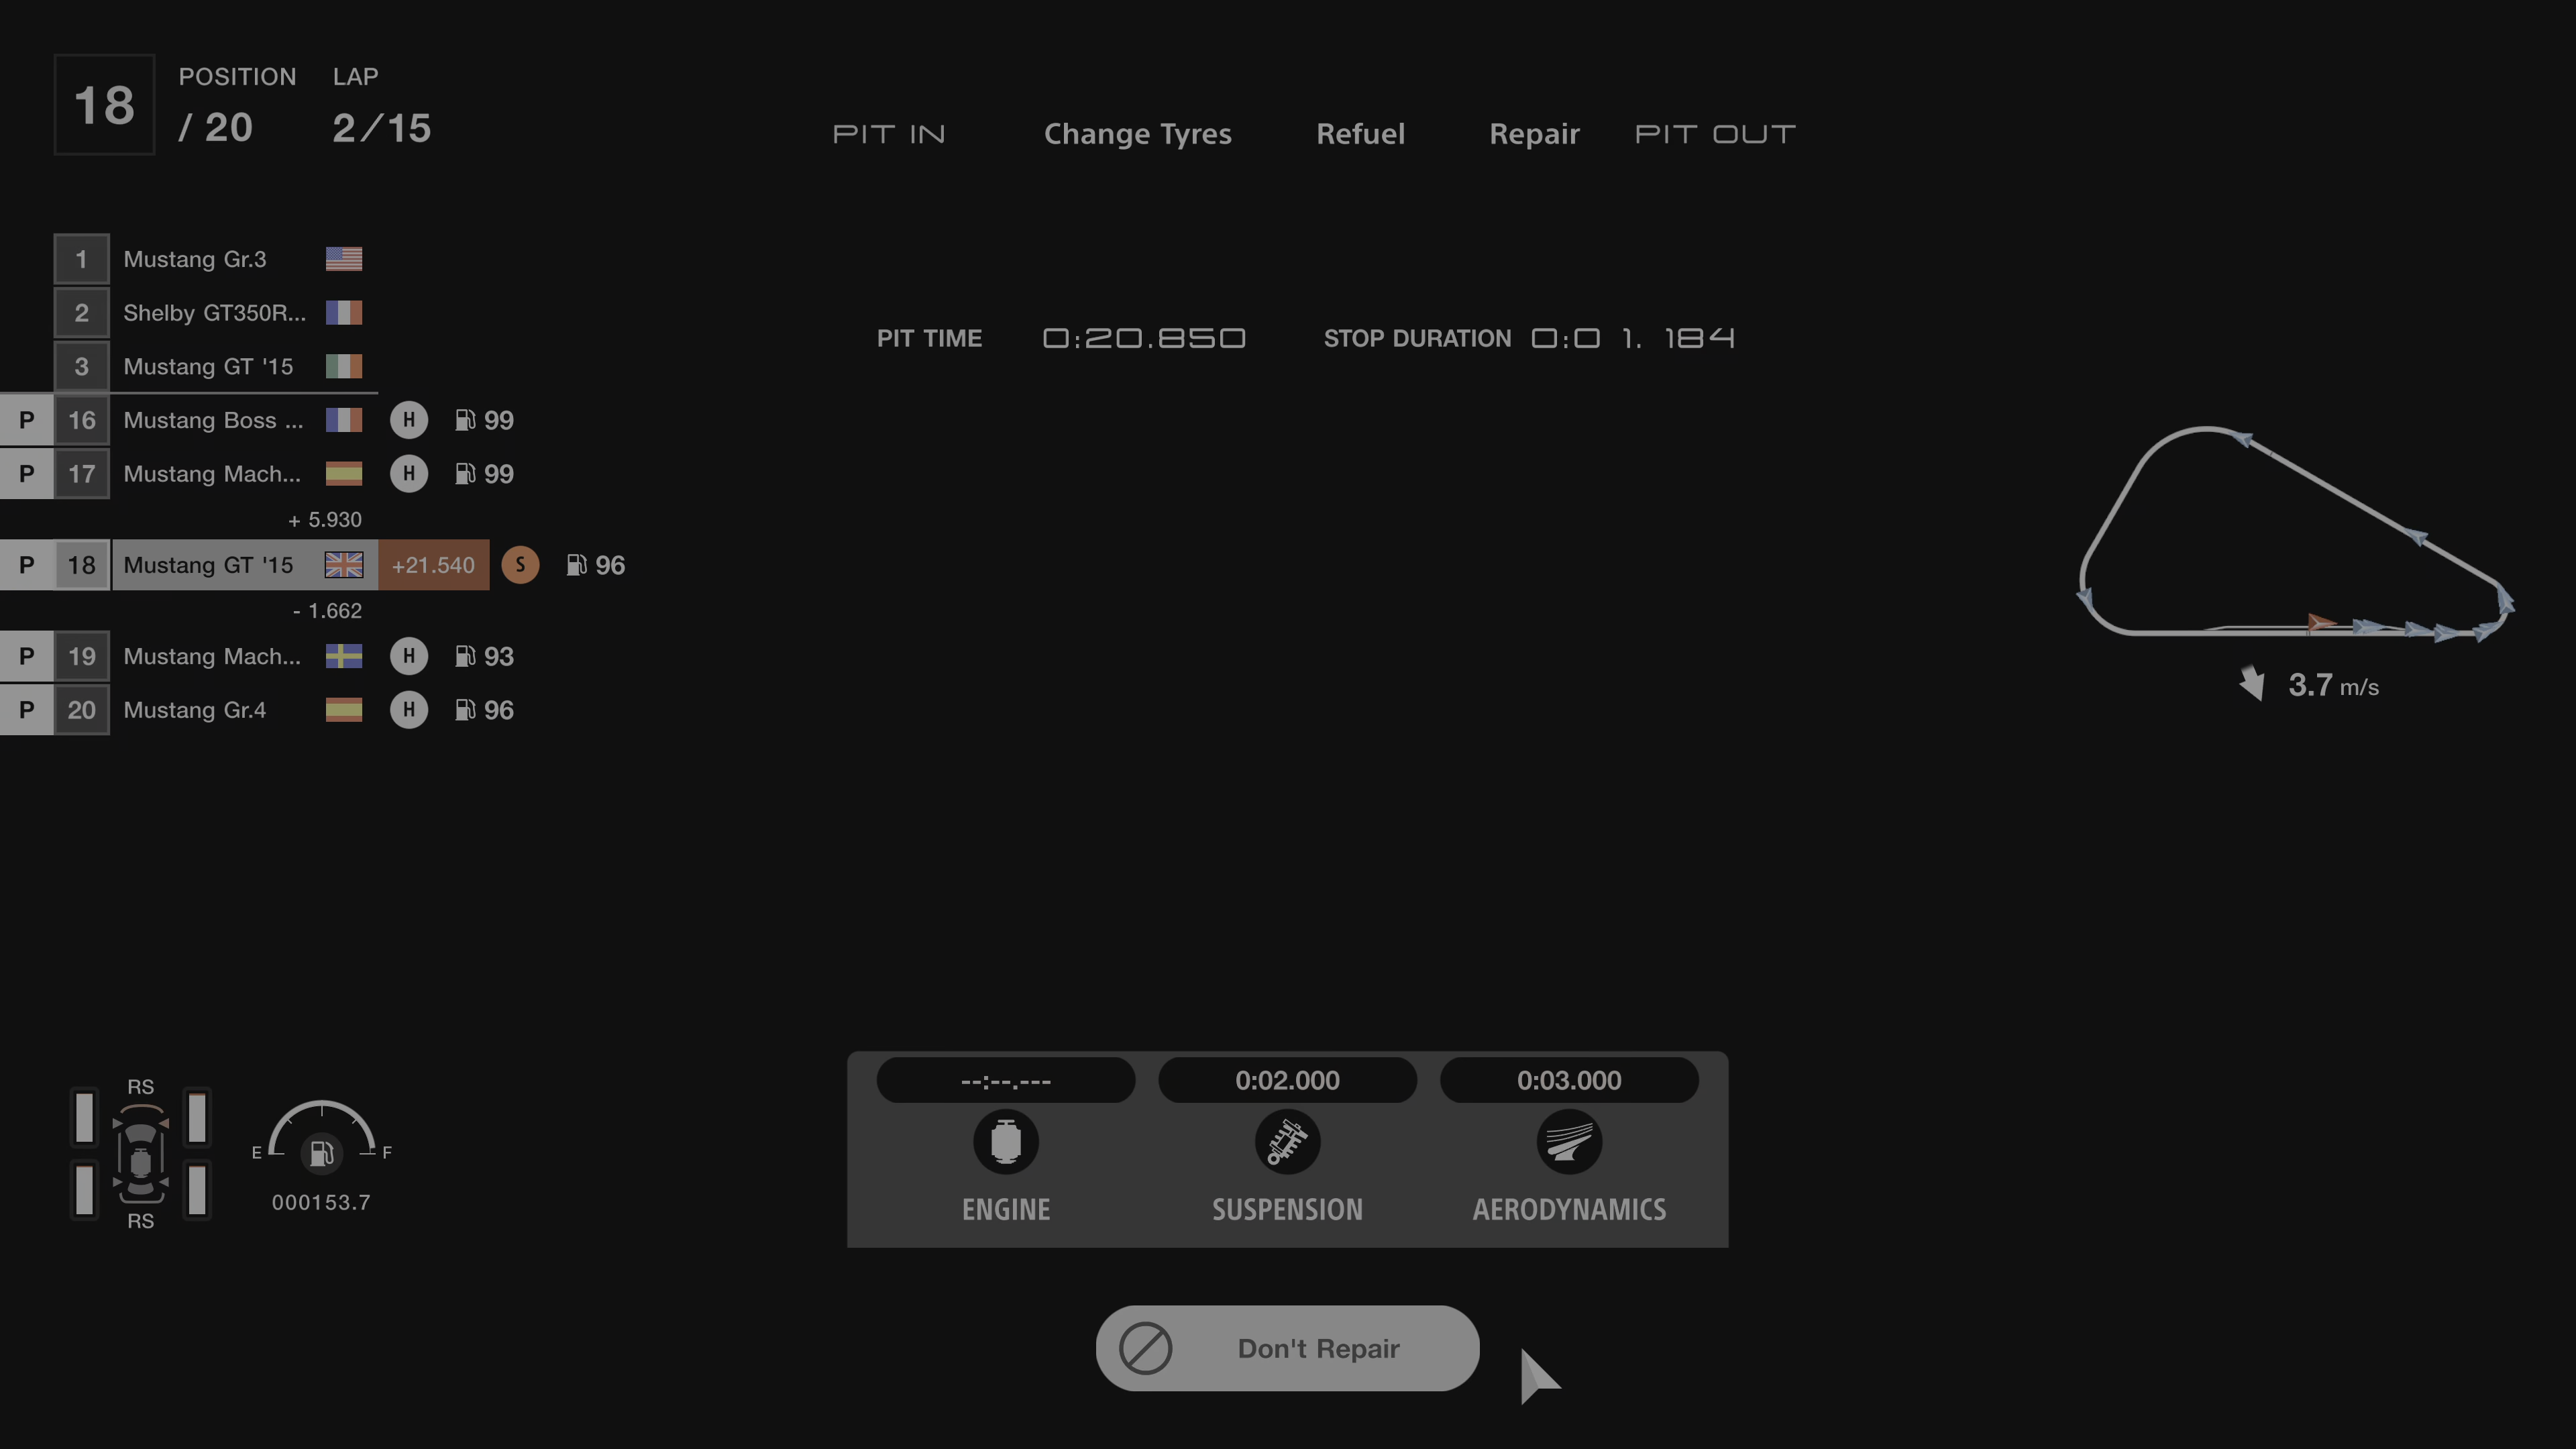 18 POSITION / 20 LAP 2/15
PIT IN Change Tyres Refuel Repair PIT OUT
PIT TIME 0:20.850 STOP DURATION 0:01.184
1 Mustang Gr.3
2 Shelby GT350R...
3 Mustang GT '15
P 16 Mustang Boss ... H 99
P 17 Mustang Mach... H 99
+ 5.930
P 18 Mustang GT '15 +21.540 S 96
- 1.662
P 19 Mustang Mach... H 93
P 20 Mustang Gr.4 H 96
3.7 m/s
RS
E F
000153.7
RS
--:--.--- 0:02.000 0:03.000
ENGINE SUSPENSION AERODYNAMICS
Don't Repair